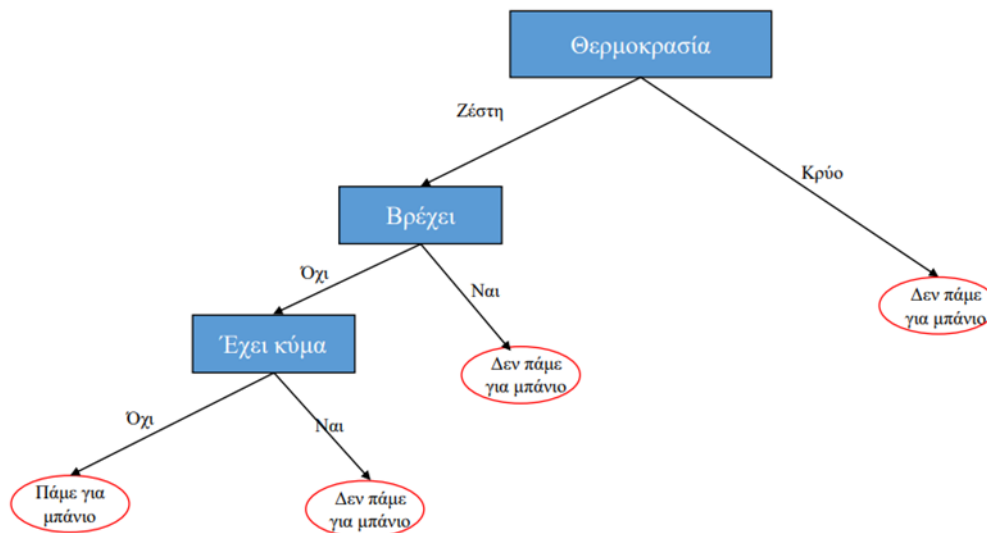 Θερμοκρασία
Ζέστη
Κρύο
Βρέχει
Όχι
Ναι
Δεν πάμε
για μπάνιο
Έχει κύμα
Δεν πάμε
για μπάνιο
Όχι
Ναι
Πάμε για
μπάνιο
Δεν πάμε
για μπάνιο